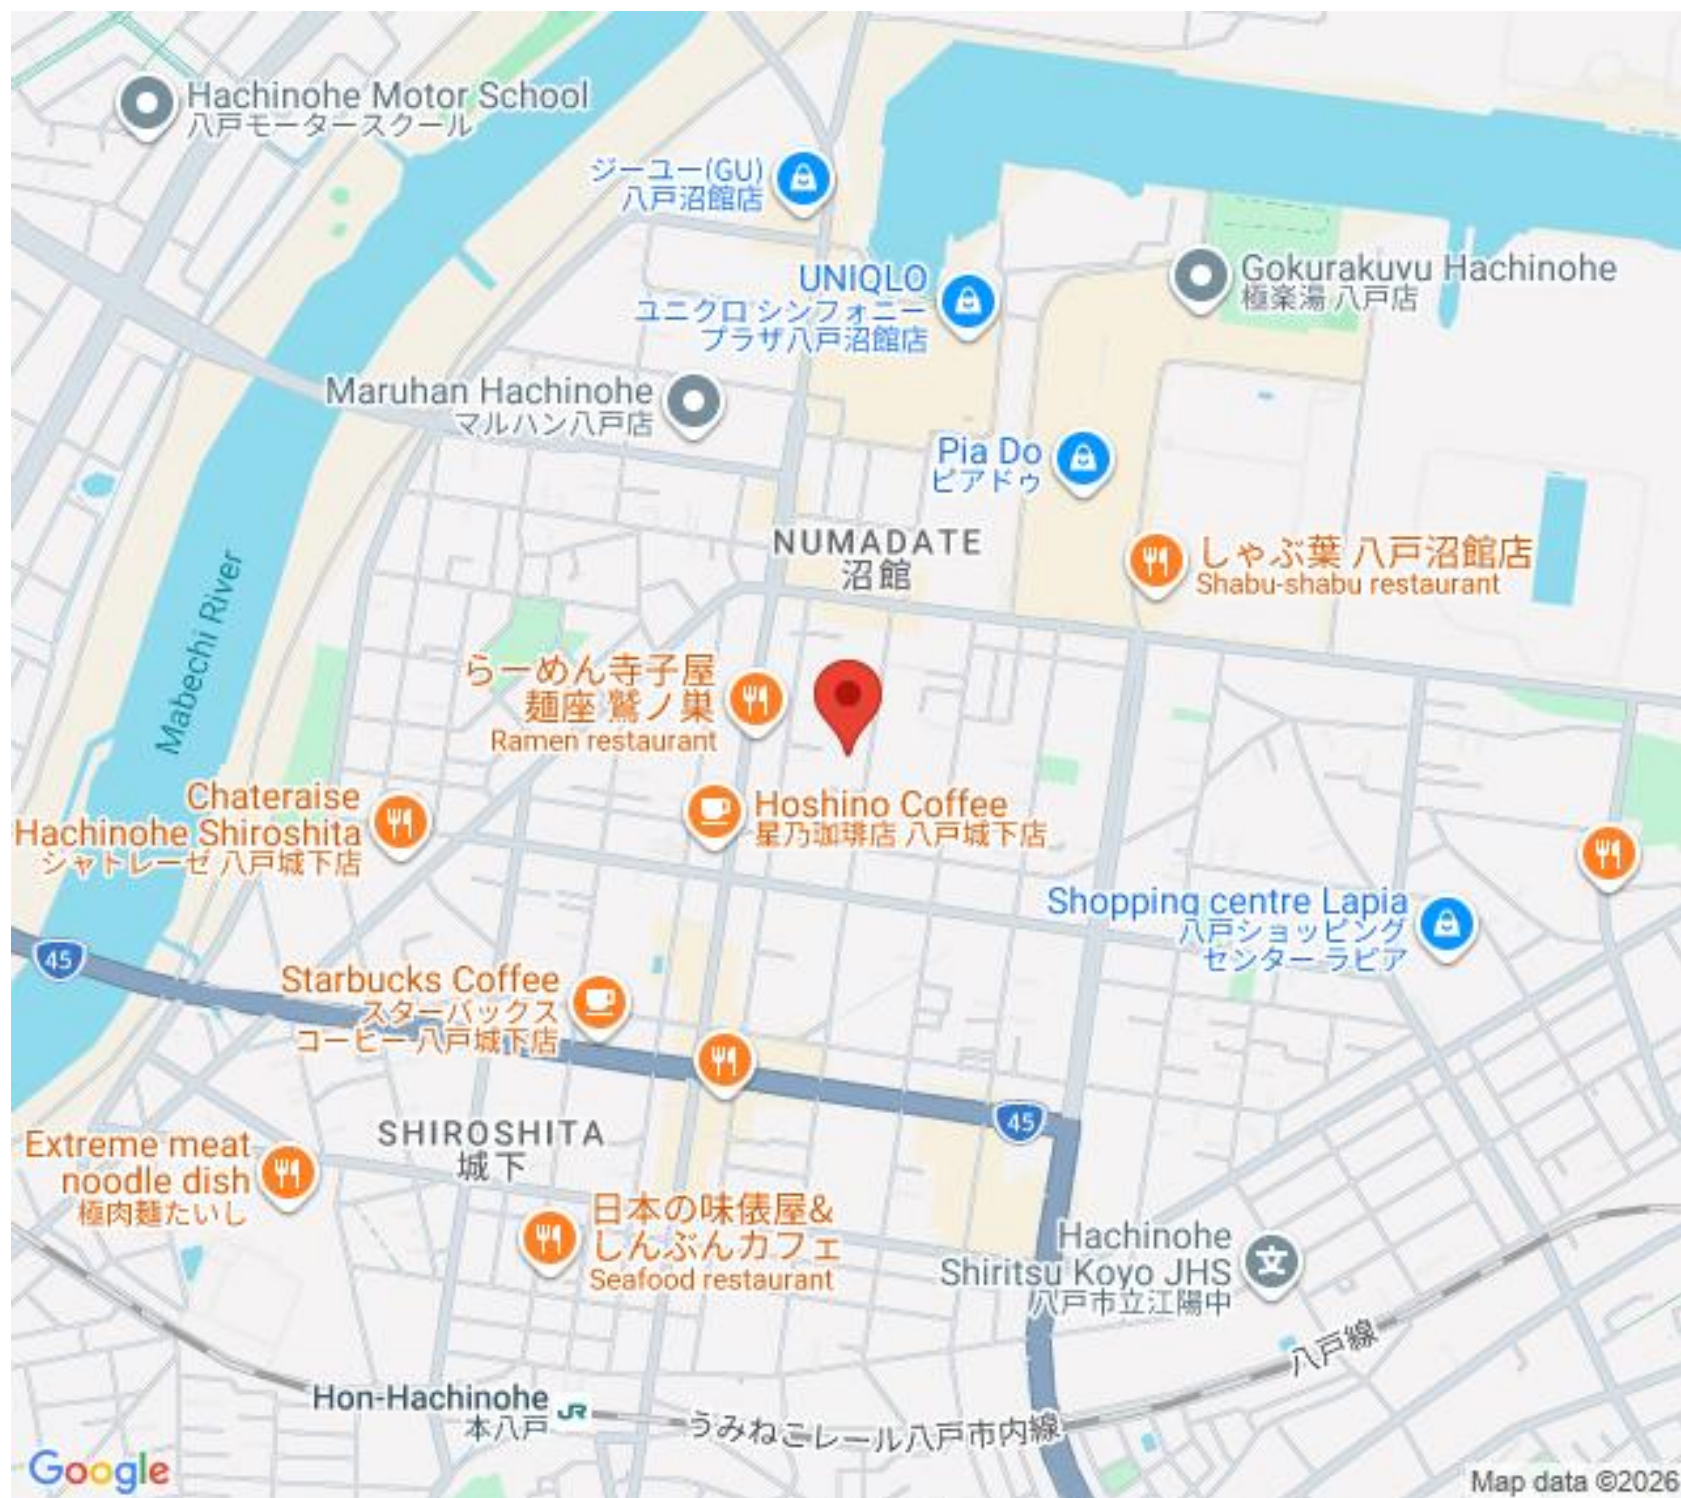 Hachinohe Motor School
八戸モータースクール
ジーユー(GU)
八戸沼館店
UNIQLO
ユニクロ シンフォニー
プラザ八戸沼館店
Gokurakuyu Hachinohe
極楽湯 八戸店
Maruhan Hachinohe
マルハン八戸店
Pia Do
ピアドゥ
NUMADATE
沼館
しゃぶ葉 八戸沼館店
Shabu-shabu restaurant
Mabechi River
らーめん寺子屋
麺座 鷲ノ巣
Ramen restaurant
Chateraise
Hachinohe Shiroshita
シャトレーゼ 八戸城下店
Hoshino Coffee
星乃珈琲店 八戸城下店
Shopping centre Lapia
八戸ショッピング
センター ラピア
45
Starbucks Coffee
スターバックス
コーヒー 八戸城下店
45
SHIROSHITA
城下
Extreme meat
noodle dish
極肉麺たいし
日本の味俵屋&
しんぶんカフェ
Seafood restaurant
Hachinohe
Shiritsu Koyo JHS
八戸市立江陽中
文
八戸線
Hon-Hachinohe
本八戸
JR
うみねこレール八戸市内線
Google
Map data ©2026